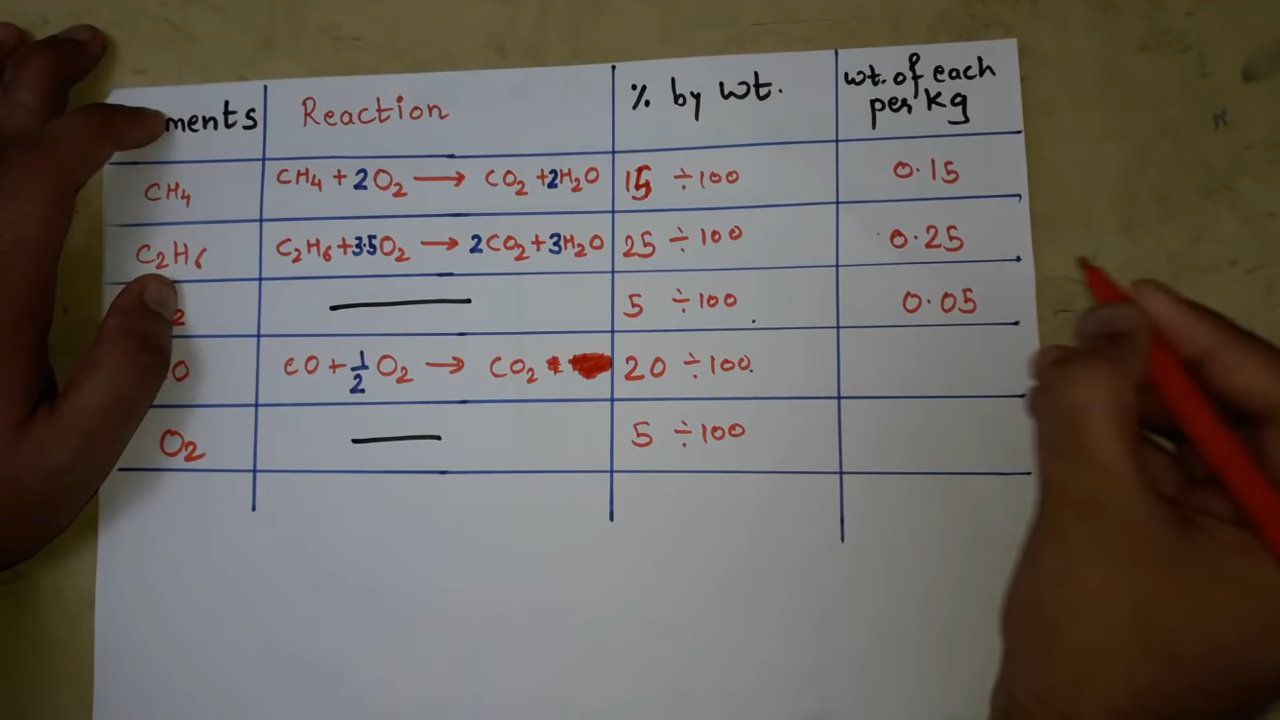 ments Reaction % by wt. wt. of each per kg
CH4 CH4 + 2O2 → CO2 + 2H2O 15 ÷100 0.15
C2H6 C2H6+3.5O2 → 2CO2+3H2O 25 ÷100 0.25
2 5 ÷100 0.05
O CO+1/2 O2 → CO2 20 ÷100
O2 5 ÷100